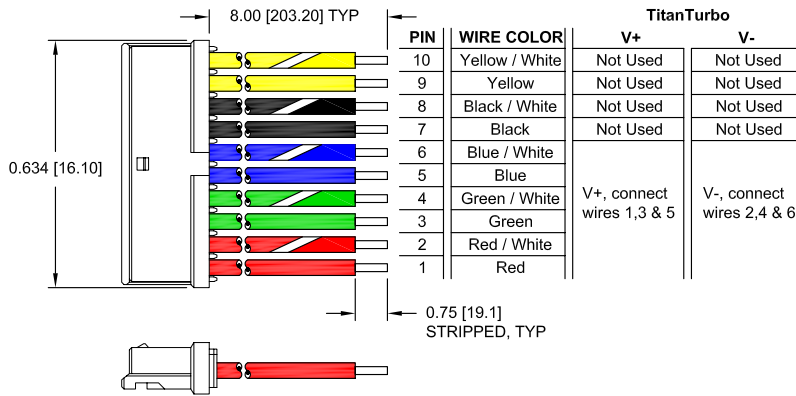 8.00 [203.20] TYP
TitanTurbo
PIN WIRE COLOR V+ V-
10 Yellow / White Not Used Not Used
9 Yellow Not Used Not Used
8 Black / White Not Used Not Used
7 Black Not Used Not Used
6 Blue / White
5 Blue
4 Green / White
3 Green
2 Red / White
1 Red
V+, connect
wires 1,3 & 5
V-, connect
wires 2,4 & 6
0.634 [16.10]
0.75 [19.1]
STRIPPED, TYP